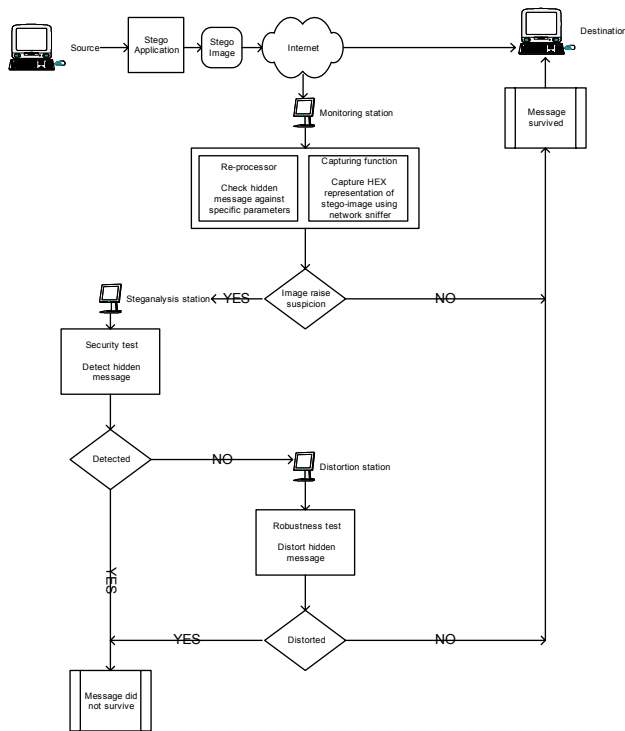 Source
Stego
Application
Stego
Image
Internet
Destination
Monitoring station
Message
survived
Re-processor
Check hidden
message against
specific parameters
Capturing function
Capture HEX
representation of
stego-image using
network sniffer
Image raise
suspicion
YES
NO
Steganalysis station
Security test
Detect hidden
message
Detected
NO
Distortion station
Robustness test
Distort hidden
message
YES
Distorted
YES
NO
Message did
not survive